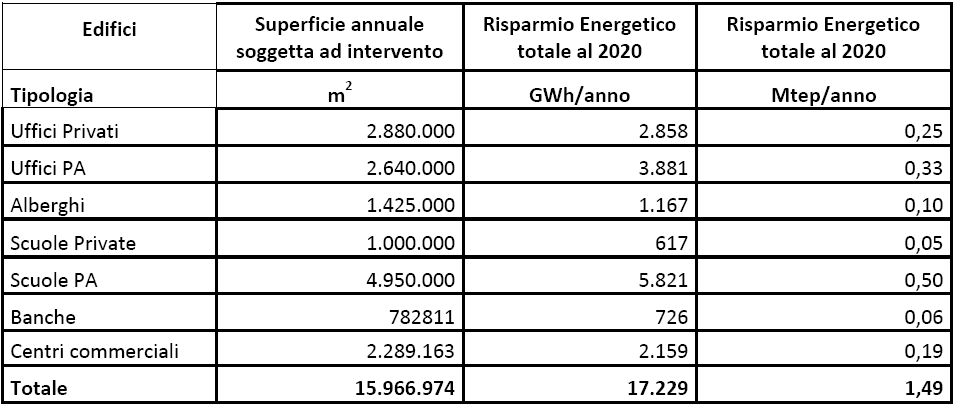 Edifici Superficie annuale soggetta ad intervento Risparmio Energetico totale al 2020 Risparmio Energetico totale al 2020
Tipologia m² GWh/anno Mtep/anno
Uffici Privati 2.880.000 2.858 0,25
Uffici PA 2.640.000 3.881 0,33
Alberghi 1.425.000 1.167 0,10
Scuole Private 1.000.000 617 0,05
Scuole PA 4.950.000 5.821 0,50
Banche 782811 726 0,06
Centri commerciali 2.289.163 2.159 0,19
Totale 15.966.974 17.229 1,49